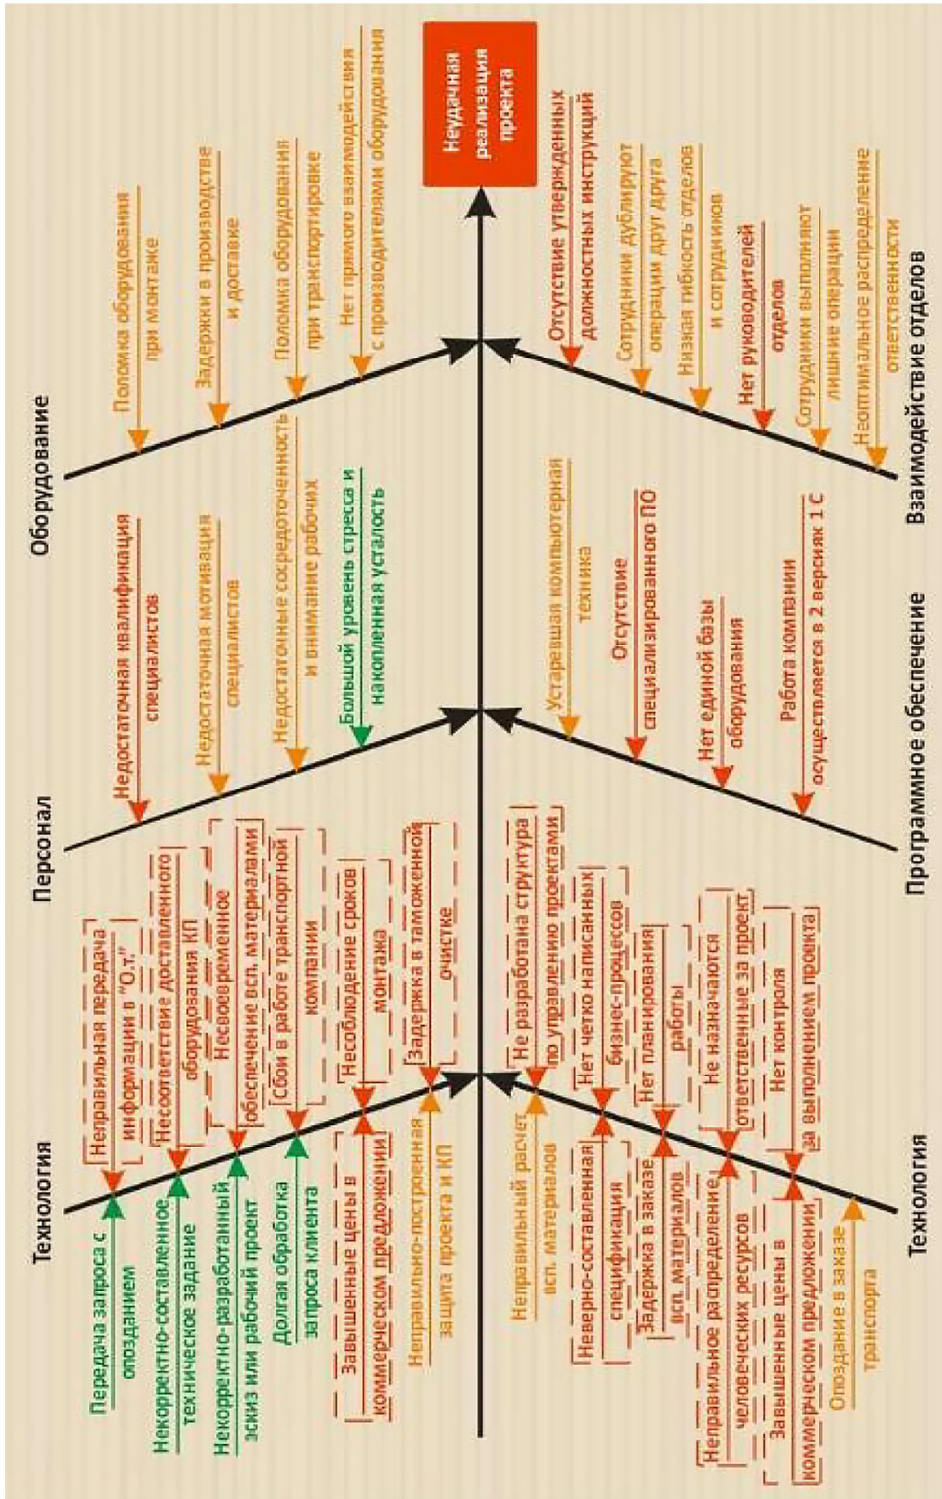 Технология
Персонал
Оборудование
Передача запроса с
опозданием
Некорректно-составленное
техническое задание
Некорректно-разработанный
эскиз или рабочий проект
Долгая обработка
запроса клиента
Завышенные цены в
коммерческом предложении
Неправильно-построенная
защита проекта и КП
Неправильная передача
информации в "О.т."
Несоответствие доставленного
оборудования КП
Несвоевременное
обеспечение всп. материалами
Сбои в работе транспортной
компании
Несоблюдение сроков
монтажа
Задержка в таможенной
очистке
Недостаточная квалификация
специалистов
Недостаточная мотивация
специалистов
Недостаточные сосредоточенность
и внимание рабочих
Большой уровень стресса и
накопленная усталость
Поломка оборудования
при монтаже
Задержки в производстве
и доставке
Поломка оборудования
при транспортировке
Нет прямого взаимодействия
с производителями оборудования
Неудачная
реализация
проекта
Неправильный расчет
всп. материалов
Неверно-составленная
спецификация
Задержка в заказе
всп. материалов
Неправильное распределение
человеческих ресурсов
Завышенные цены в
коммерческом предложении
Опоздание в заказе
транспорта
Не разработана структура
по управлению проектами
Нет четко написанных
бизнес-процессов
Нет планирования
работы
Не назначаются
ответственные за проект
Нет контроля
за выполнением проекта
Устаревшая компьютерная
техника
Отсутствие
специализированного ПО
Нет единой базы
оборудования
Работа компании
осуществляется в 2 версиях 1 С
Отсутствие утвержденных
должностных инструкций
Сотрудники дублируют
операции друг друга
Низкая гибкость отделов
и сотрудников
Нет руководителей
отделов
Сотрудники выполняют
лишние операции
Неоптимальное распределение
ответственности
Технология
Программное обеспечение
Взаимодействие отделов